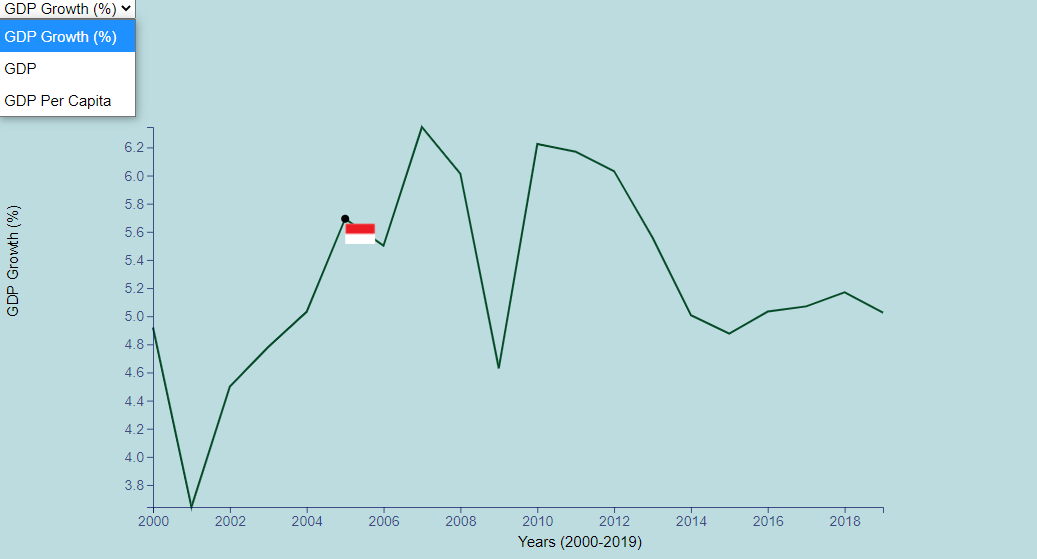 GDP Growth (%)
GDP Growth (%)
GDP
GDP Per Capita
6.2
6.0
5.8
5.6
5.4
5.2
5.0
4.8
4.6
4.4
4.2
4.0
3.8
GDP Growth (%)
2000 2002 2004 2006 2008 2010 2012 2014 2016 2018
Years (2000-2019)